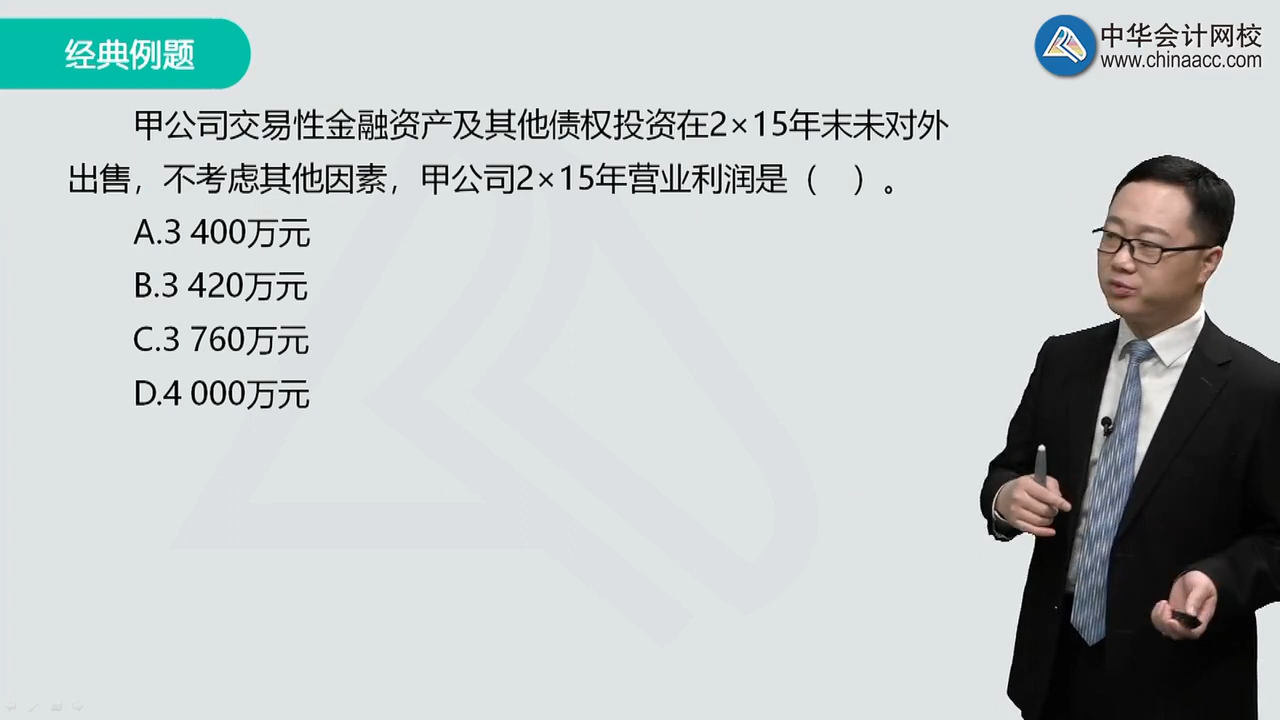 经典例题
中华会计网校
www.chinaacc.com
甲公司交易性金融资产及其他债权投资在2×15年末未对外
出售，不考虑其他因素，甲公司2×15年营业利润是（ ）。
A.3 400万元
B.3 420万元
C.3 760万元
D.4 000万元